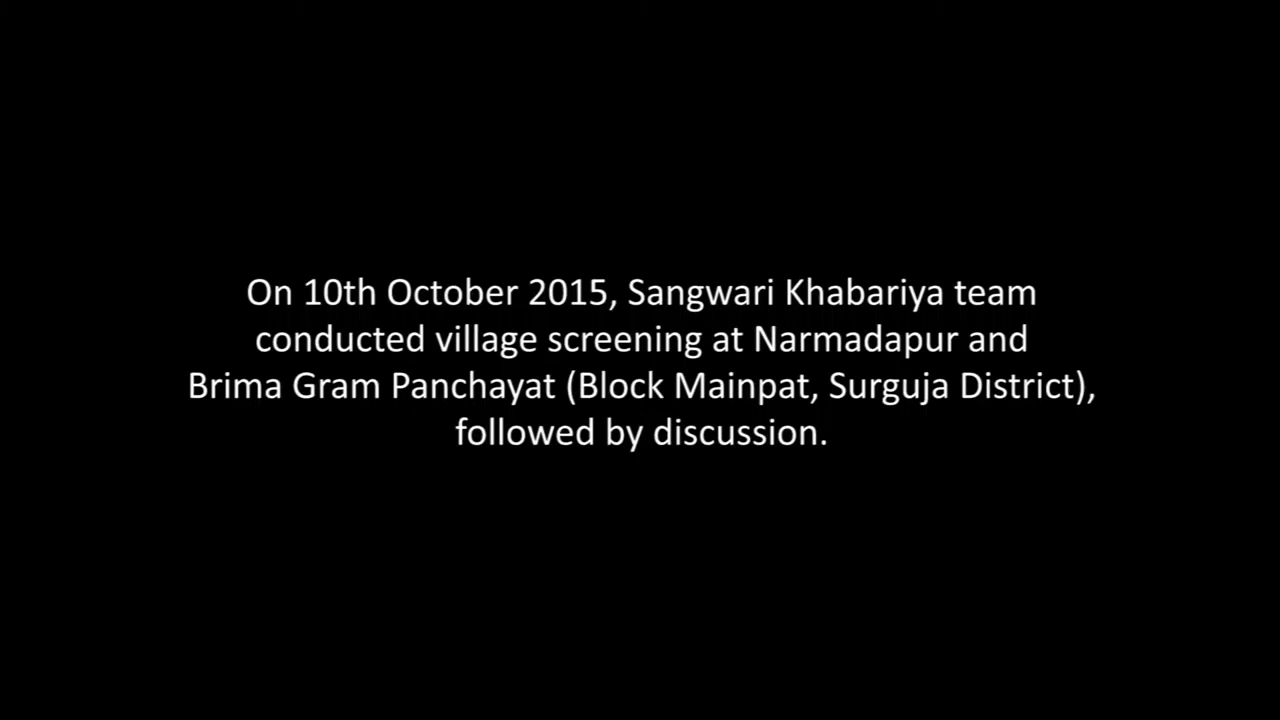 On 10th October 2015, Sangwari Khabariya team
conducted village screening at Narmadapur and
Brima Gram Panchayat (Block Mainpat, Surguja District),
followed by discussion.